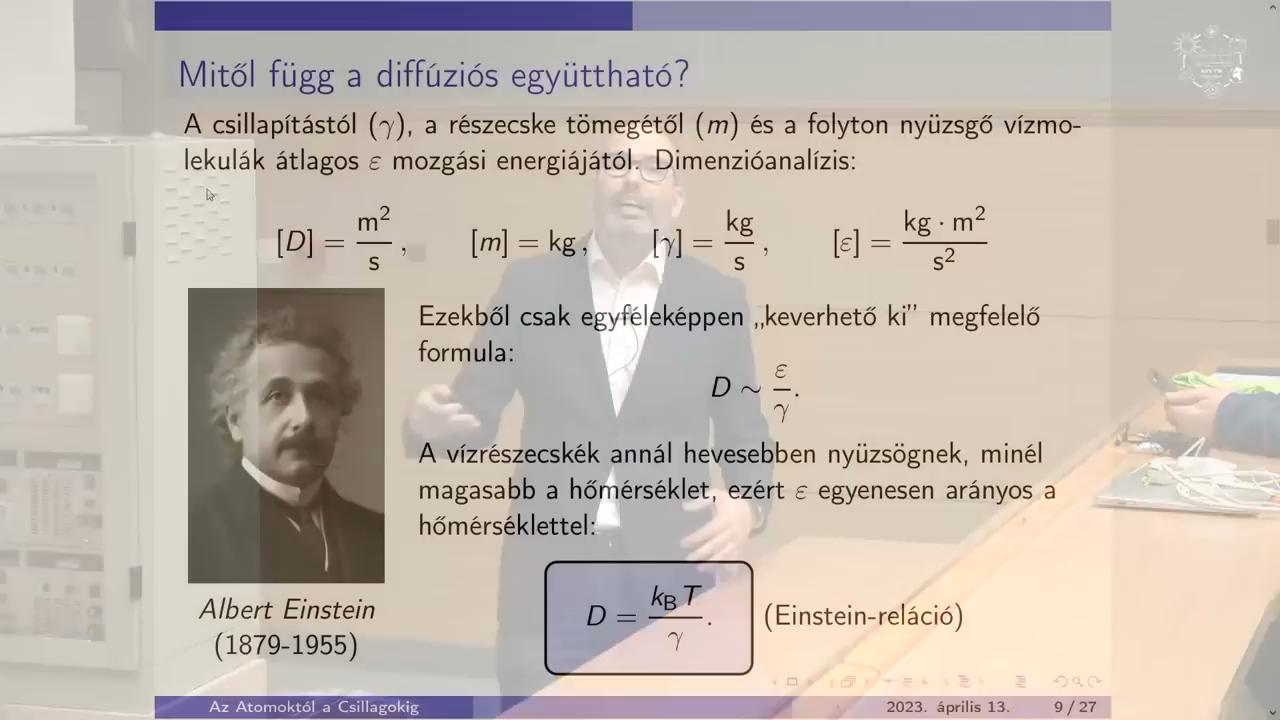 Mitől függ a diffúziós együttható?
A csillapítástól (γ), a részecske tömegétől (m) és a folyton nyüzsgő vízmo-
lekulák átlagos ε mozgási energiájától. Dimenzióanalízis:
[D] = m²/s, [m] = kg, [γ] = kg/s, [ε] = kg · m²/s²
Ezekből csak egyféleképpen „keverhető ki” megfelelő
formula:
D ~ ε/γ.
A vízrészecskék annál hevesebben nyüzsögnek, minél
magasabb a hőmérséklet, ezért ε egyenesen arányos a
hőmérséklettel:
D = k_B T/γ. (Einstein-reláció)
Albert Einstein
(1879-1955)
Az Atomoktól a Csillagokig 2023. április 13. 9 / 27